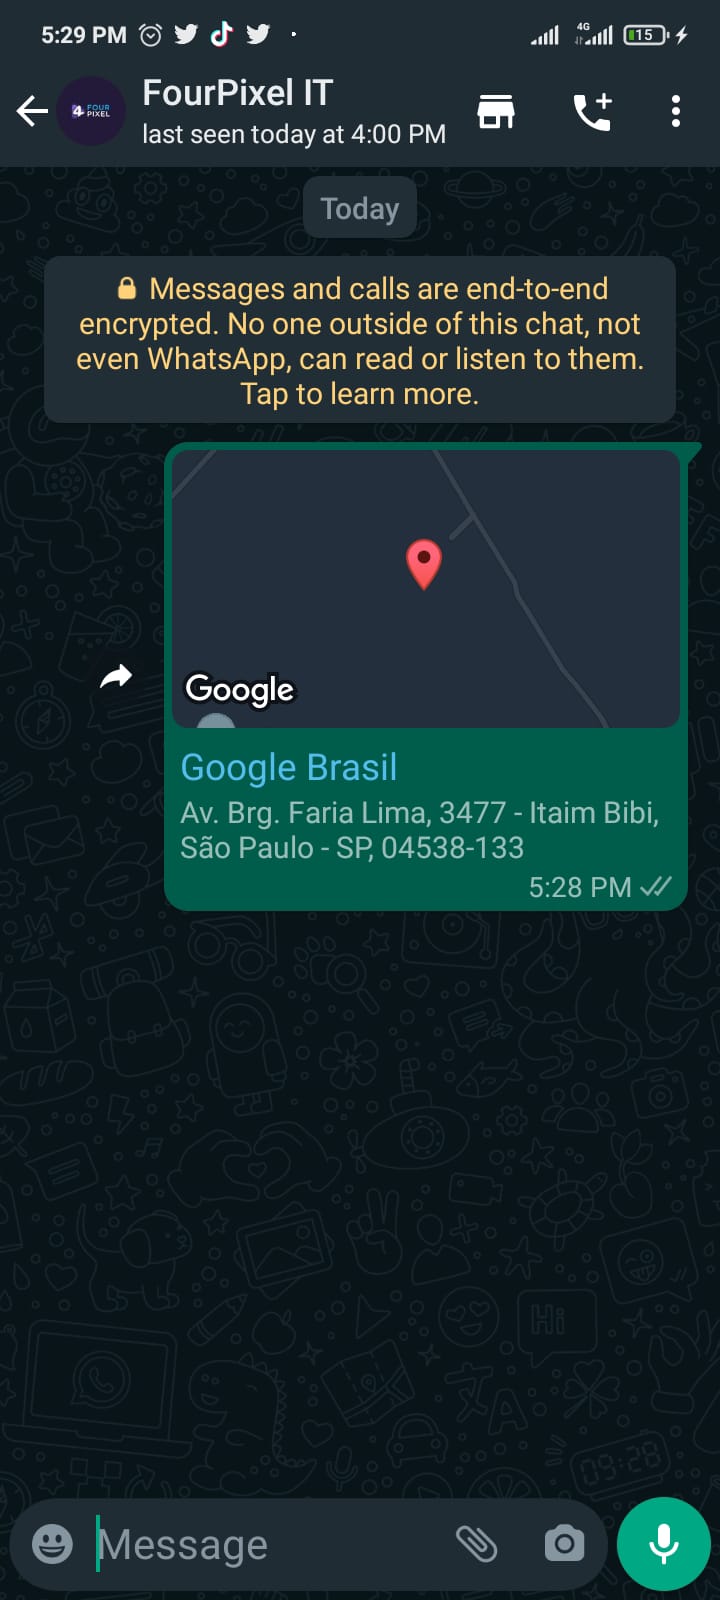 5:29 PM
4G
15
4 FOUR
PIXEL
FourPixel IT
last seen today at 4:00 PM
Today
Messages and calls are end-to-end
encrypted. No one outside of this chat, not
even WhatsApp, can read or listen to them.
Tap to learn more.
Google
Google Brasil
Av. Brg. Faria Lima, 3477 - Itaim Bibi,
São Paulo - SP, 04538-133
5:28 PM
Hi
09:28
Message